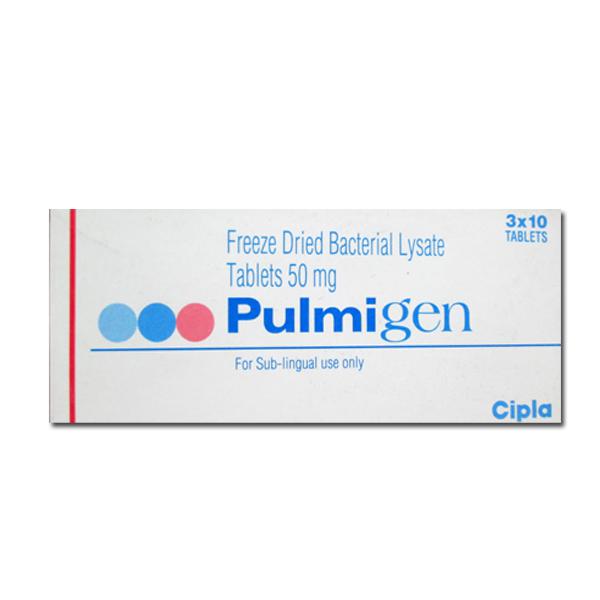 3x10
TABLETS
Freeze Dried Bacterial Lysate
Tablets 50 mg
Pulmigen
For Sub-lingual use only
Cipla